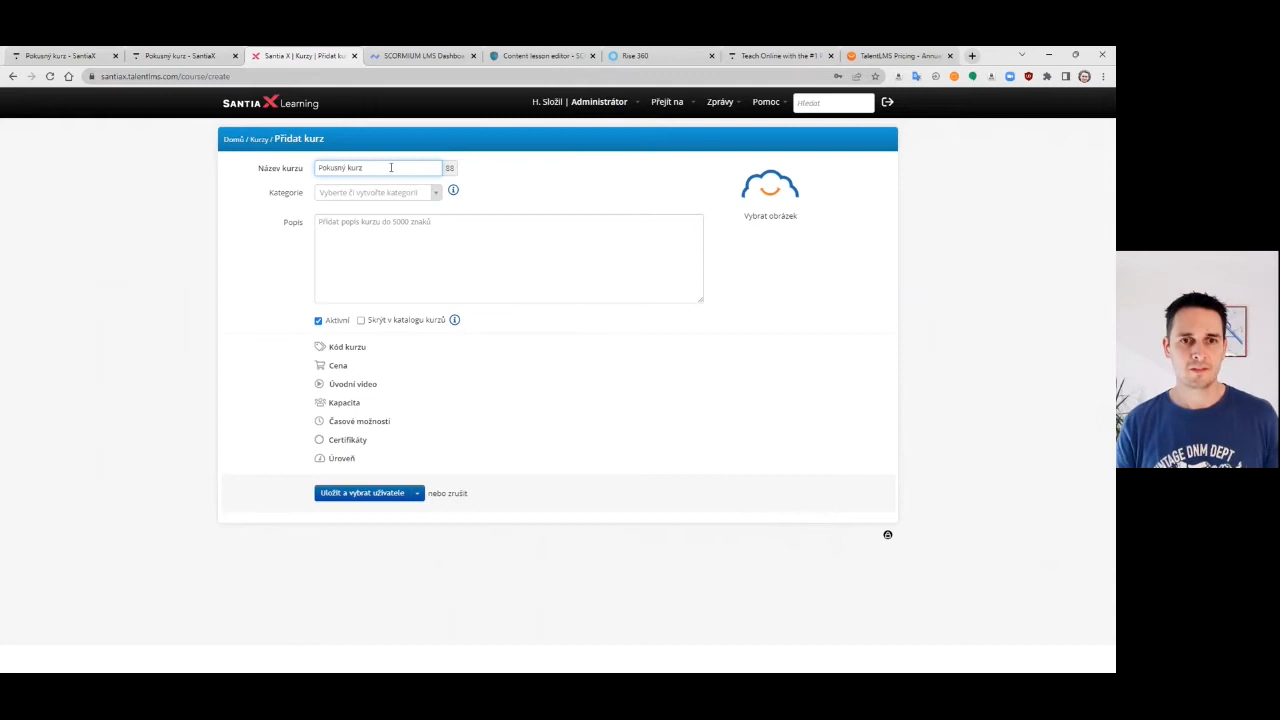 Pokusný kurz - SantiaX
Pokusný kurz - SantiaX
Santia X | Kurzy | Přidat ku
SCORMIUM LMS Dashbo
Content lesson editor - SC
Rise 360
Teach Online with the #1
TalentLMS Pricing - Annu
santiax.talentlms.com/course/create
SANTIA X Learning
H. Složil | Administrátor
Přejít na
Zprávy
Pomoc
Hledat
Domů / Kurzy / Přidat kurz
Název kurzu
Pokusný kurz
88
Kategorie
Vyberte či vytvořte kategorii
Popis
Přidat popis kurzu do 5000 znaků
Vybrat obrázek
Aktivní
Skrýt v katalogu kurzů
Kód kurzu
Cena
Úvodní video
Kapacita
Časové možnosti
Certifikáty
Úroveň
Uložit a vybrat uživatele
nebo zrušit
VINTAGE DNM DEPT